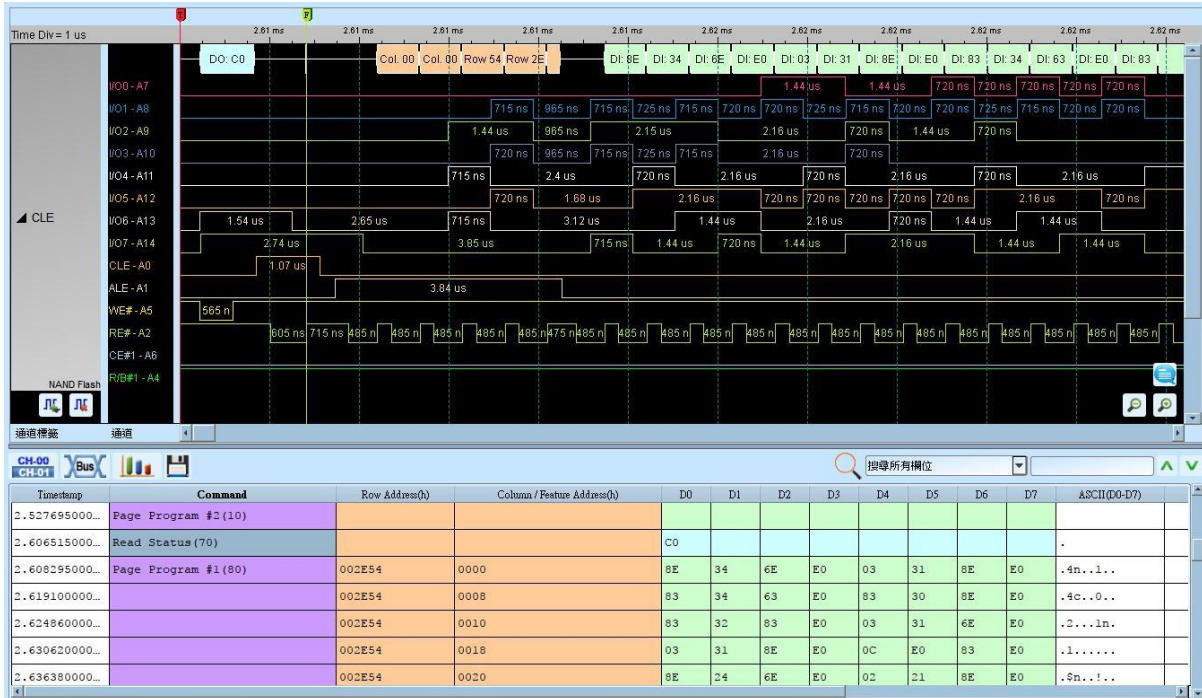 T F
Time Div = 1 us 2.61 ms 2.61 ms 2.61 ms 2.61 ms 2.61 ms 2.62 ms 2.62 ms 2.62 ms 2.62 ms 2.62 ms 2.62 ms
DO: C0 Col. 00 Col. 00 Row 54 Row 2E DI: 8E DI: 34 DI: 6E DI: E0 DI: 03 DI: 31 DI: 8E DI: E0 DI: 83 DI: 34 DI: 63 DI: E0 DI: 83
I/O0 - A7 1.44 us 1.44 us 720 ns 720 ns 720 ns 720 ns 720 ns
I/O1 - A8 715 ns 965 ns 715 ns 725 ns 715 ns 720 ns 720 ns 725 ns 715 ns 720 ns 720 ns 725 ns 715 ns 720 ns 720 ns
I/O2 - A9 1.44 us 965 ns 2.15 us 2.16 us 720 ns 1.44 us 720 ns
I/O3 - A10 720 ns 965 ns 715 ns 725 ns 715 ns 2.16 us 720 ns
I/O4 - A11 715 ns 2.4 us 720 ns 2.16 us 720 ns 2.16 us 720 ns 2.16 us
I/O5 - A12 720 ns 1.68 us 2.16 us 720 ns 720 ns 720 ns 720 ns 720 ns 2.16 us 720 ns
CLE I/O6 - A13 1.54 us 2.65 us 715 ns 3.12 us 1.44 us 2.16 us 720 ns 1.44 us 1.44 us
I/O7 - A14 2.74 us 3.85 us 715 ns 1.44 us 720 ns 1.44 us 2.16 us 1.44 us 1.44 us
CLE - A0 1.07 us
ALE - A1 3.84 us
WE# - A5 565 n
RE# - A2 605 ns 715 ns 485 n 485 n 485 n 485 n 485 n 475 n 485 n 485 n 485 n 485 n 485 n 485 n 485 n 485 n 485 n 485 n 485 n 485 n 485 n
CE#1 - A6
NAND Flash R/B#1 - A4
通道標籤 通道
CH-00 CH-01 Bus 搜尋所有欄位
Timestamp Command Row Address(h) Column / Feature Address(h) D0 D1 D2 D3 D4 D5 D6 D7 ASCII(D0-D7)
2.527695000... Page Program #2(10)
2.606515000... Read Status(70) C0 .
2.608295000... Page Program #1(80) 002E54 0000 8E 34 6E E0 03 31 8E E0 .4n..1..
2.619100000... 002E54 0008 83 34 63 E0 83 30 8E E0 .4c..0..
2.624860000... 002E54 0010 83 32 83 E0 03 31 6E E0 .2...1n.
2.630620000... 002E54 0018 03 31 8E E0 0C E0 83 E0 .1......
2.636380000... 002E54 0020 8E 24 6E E0 02 21 8E E0 .$n..!..